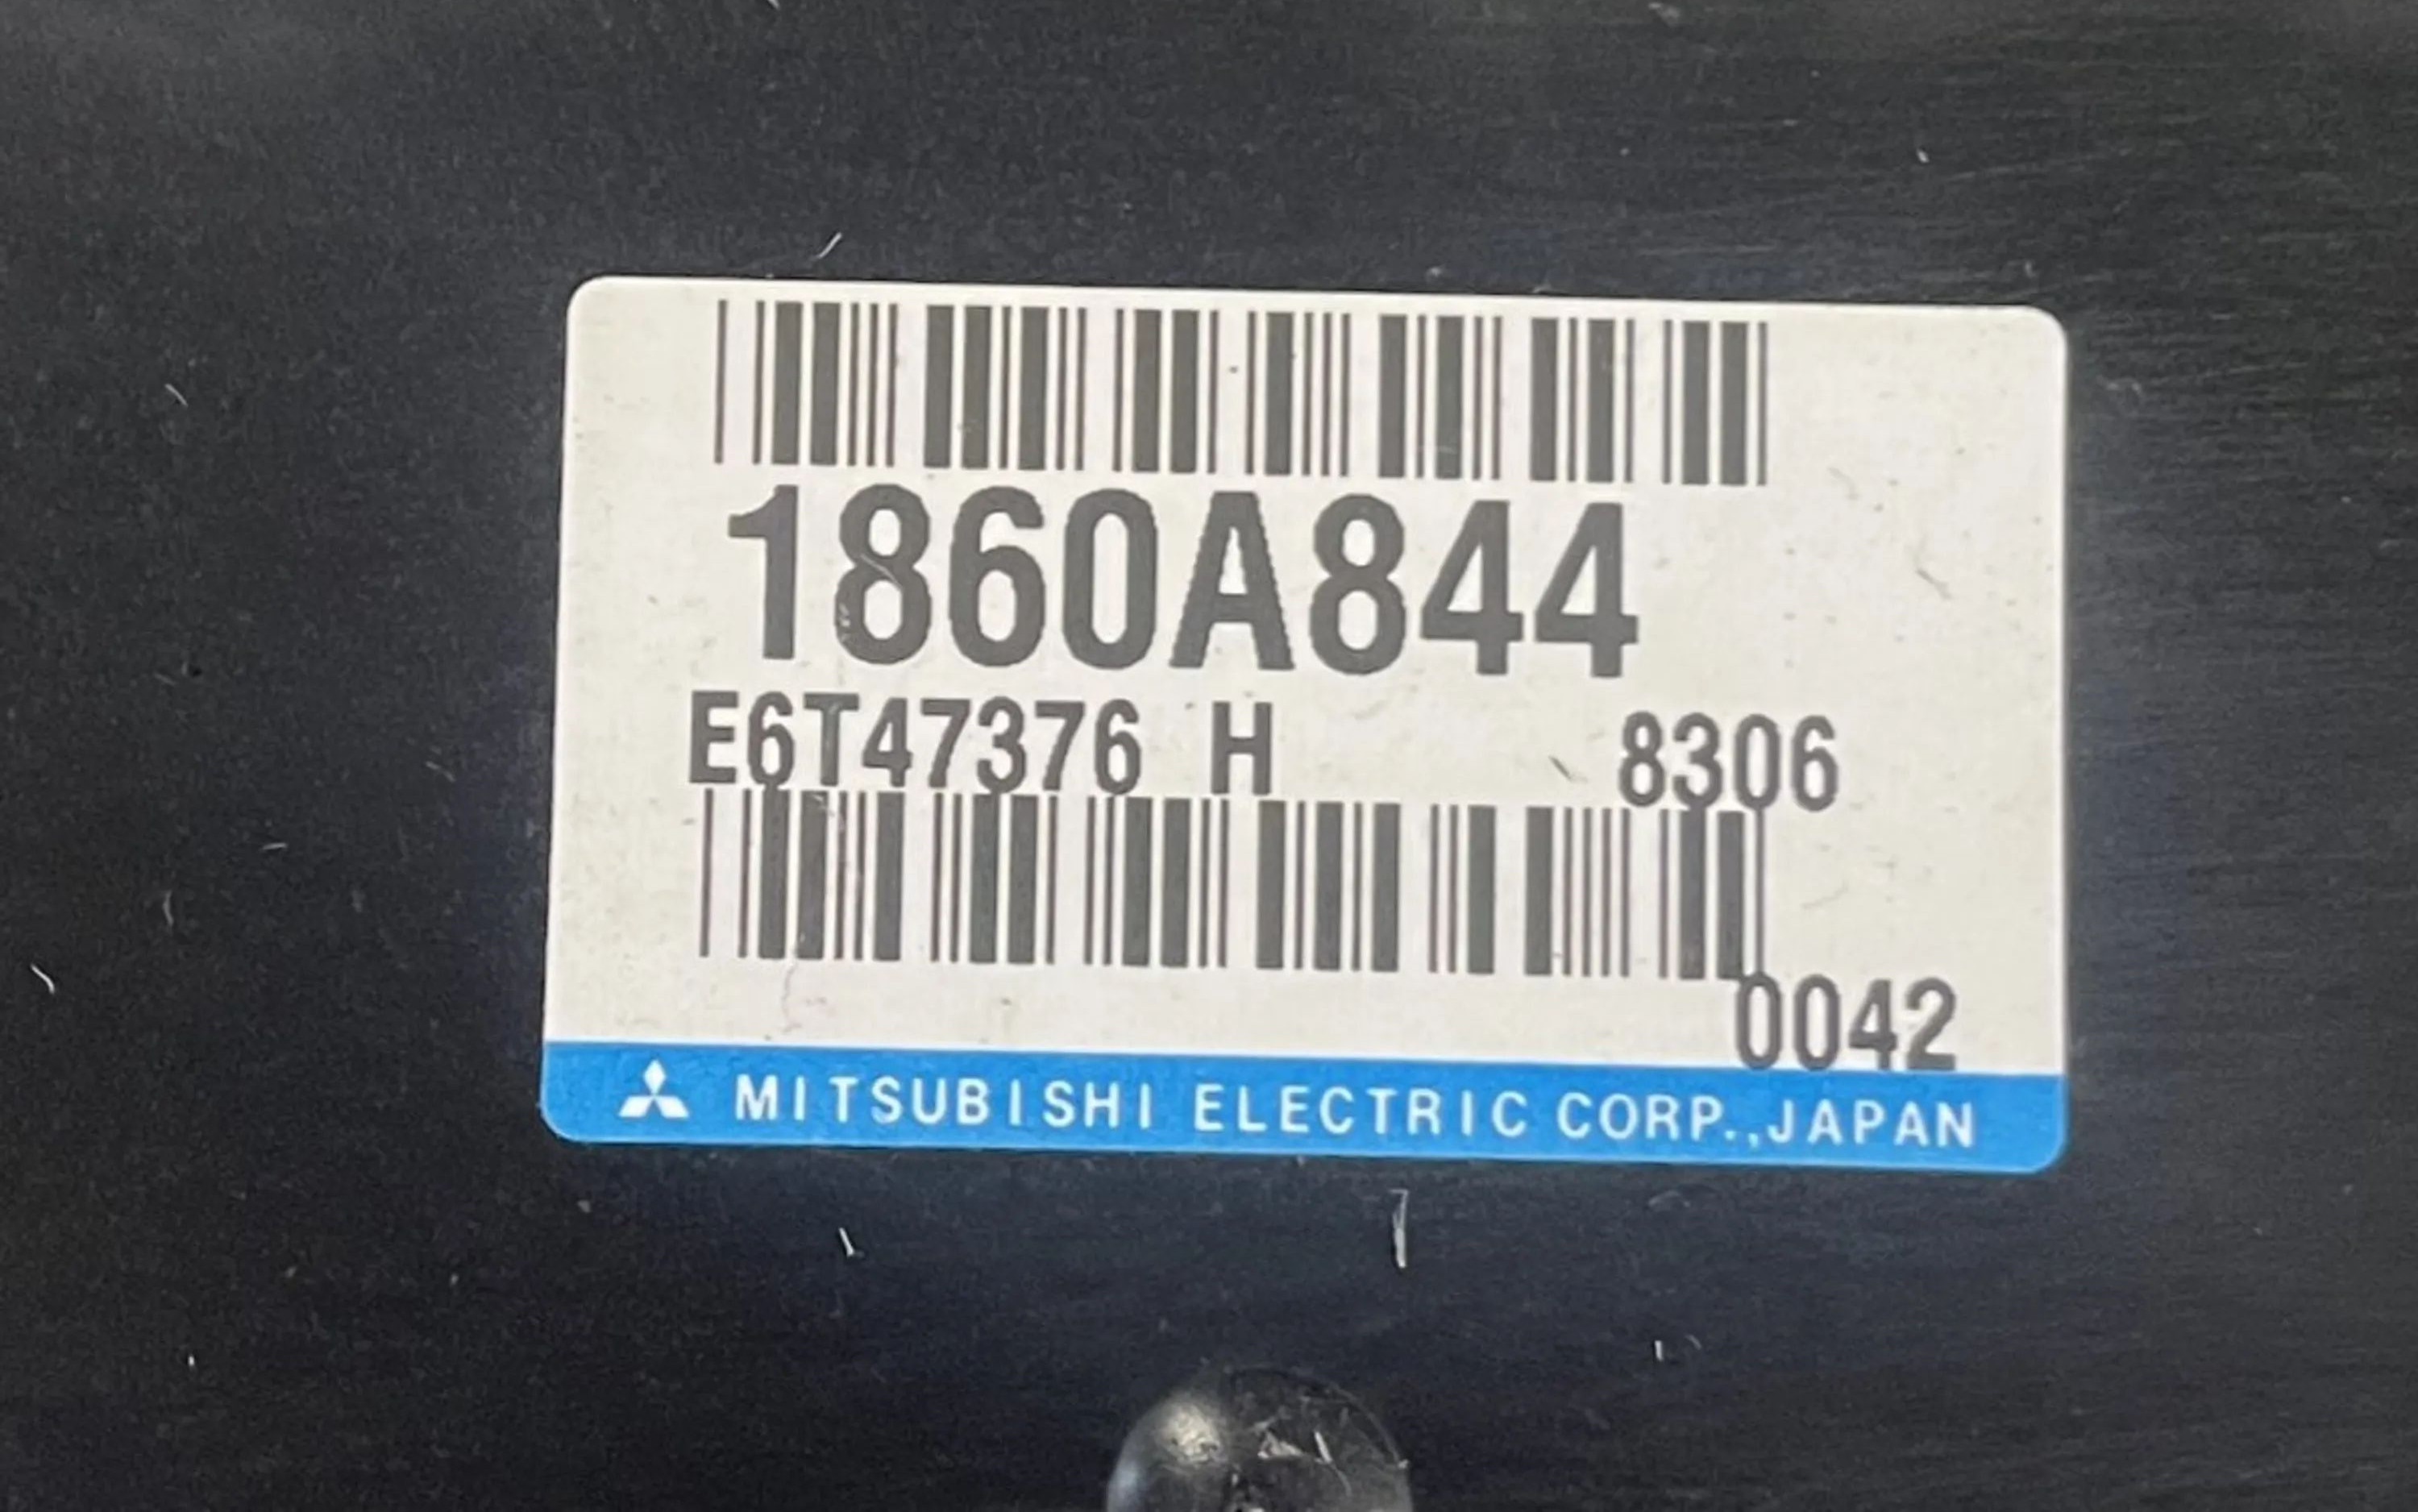 1860A844
E6T47376 H 8306
0042
MITSUBISHI ELECTRIC CORP.,JAPAN